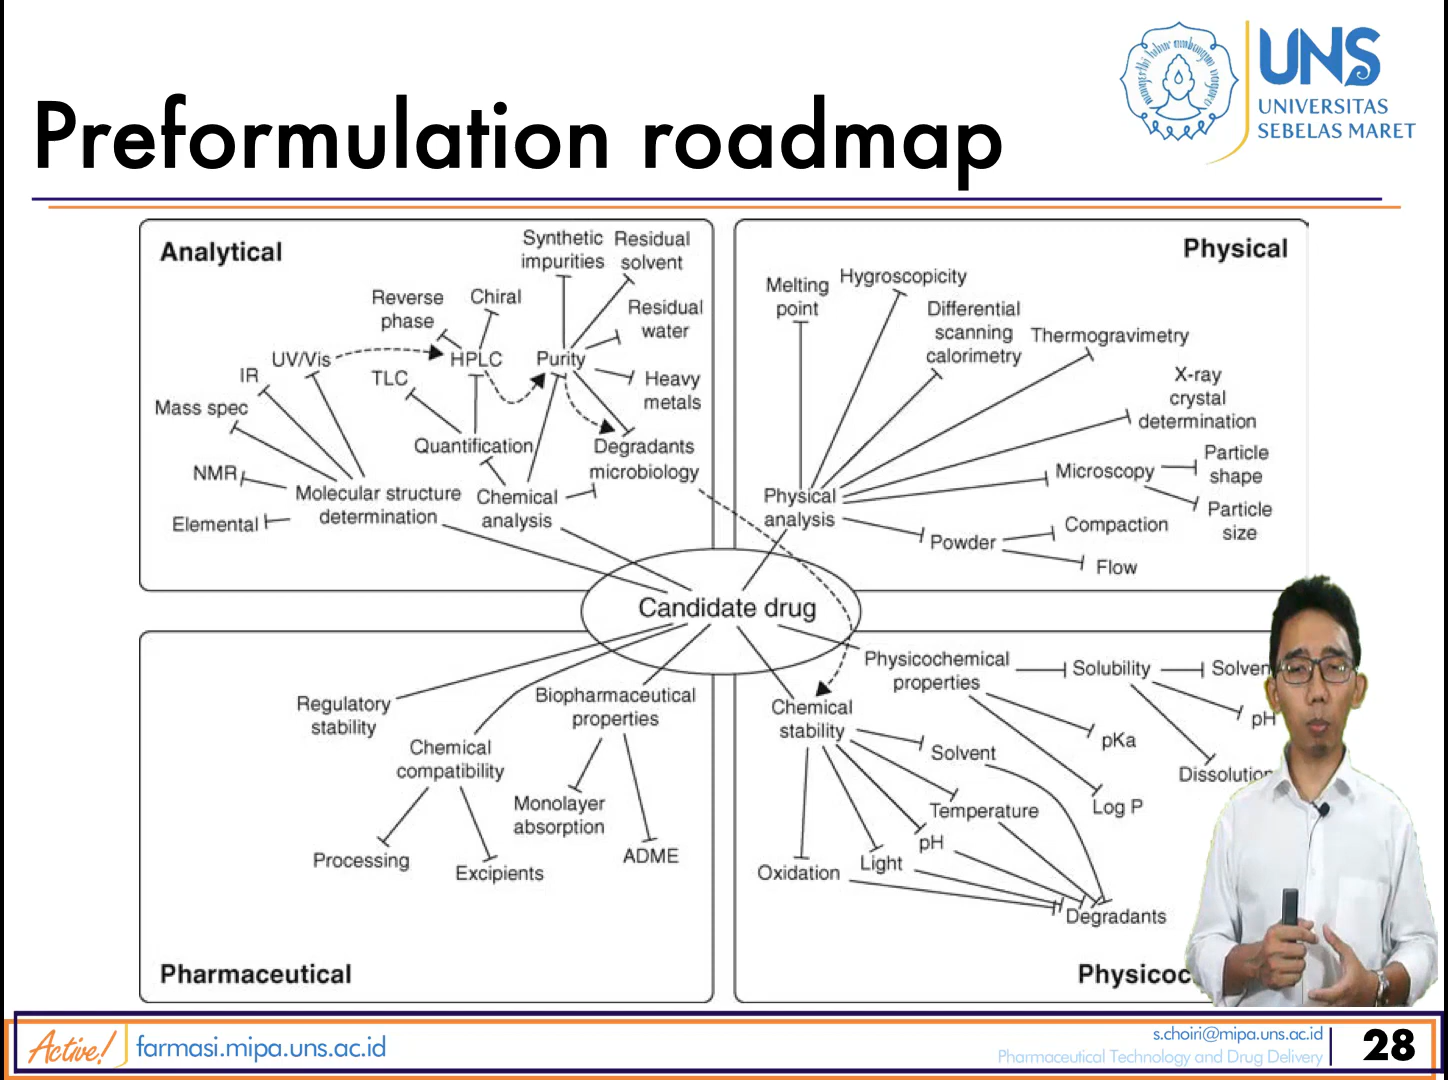 UNS
UNIVERSITAS
SEBELAS MARET
Preformulation roadmap
Analytical
Synthetic
impurities
Residual
solvent
Reverse
phase
Chiral
Residual
water
UV/Vis
HPLC
Purity
IR
TLC
Heavy
metals
Mass spec
Quantification
Degradants
microbiology
NMR
Molecular structure
determination
Chemical
analysis
Elemental
Physical
Melting
point
Hygroscopicity
Differential
scanning
calorimetry
Thermogravimetry
X-ray
crystal
determination
Microscopy
Particle
shape
Particle
size
Physical
analysis
Powder
Compaction
Flow
Candidate drug
Regulatory
stability
Biopharmaceutical
properties
Chemical
compatibility
Monolayer
absorption
Processing
Excipients
ADME
Pharmaceutical
Physicochemical
properties
Solubility
Solven
pH
Dissolution
pKa
Log P
Chemical
stability
Solvent
Temperature
pH
Light
Oxidation
Degradants
Physicoc
Active!
farmasi.mipa.uns.ac.id
s.choiri@mipa.uns.ac.id
Pharmaceutical Technology and Drug Delivery
28